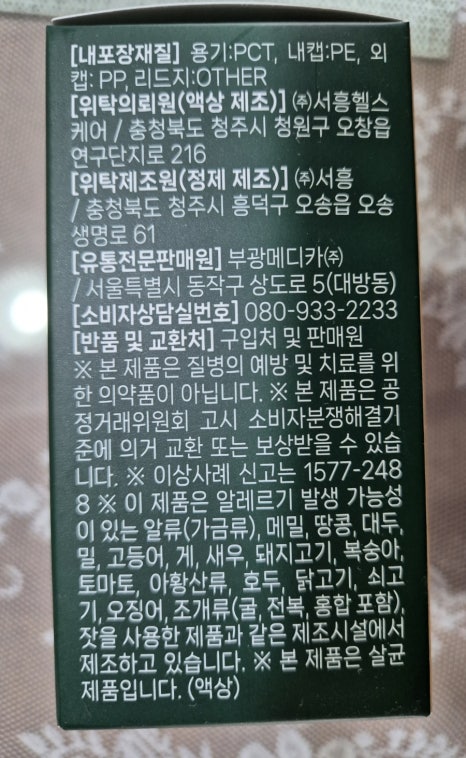 [내포장재질] 용기:PCT, 내캡:PE, 외
캡: PP, 리드지:OTHER
[위탁의뢰원(액상 제조)] ㈜서흥헬스
케어 / 충청북도 청주시 청원구 오창읍
연구단지로 216
[위탁제조원(정제 제조)] ㈜서흥
/ 충청북도 청주시 흥덕구 오송읍 오송
생명로 61
[유통전문판매원] 부광메디카㈜
/ 서울특별시 동작구 상도로 5(대방동)
[소비자상담실번호] 080-933-2233
[반품 및 교환처] 구입처 및 판매원
※ 본 제품은 질병의 예방 및 치료를 위
한 의약품이 아닙니다. ※ 본 제품은 공
정거래위원회 고시 소비자분쟁해결기
준에 의거 교환 또는 보상받을 수 있습
니다. ※ 이상사례 신고는 1577-248
8 ※ 이 제품은 알레르기 발생 가능성
이 있는 알류(가금류), 메밀, 땅콩, 대두,
밀, 고등어, 게, 새우, 돼지고기, 복숭아,
토마토, 아황산류, 호두, 닭고기, 쇠고
기, 오징어, 조개류(굴, 전복, 홍합 포함),
잣을 사용한 제품과 같은 제조시설에서
제조하고 있습니다. ※ 본 제품은 살균
제품입니다. (액상)